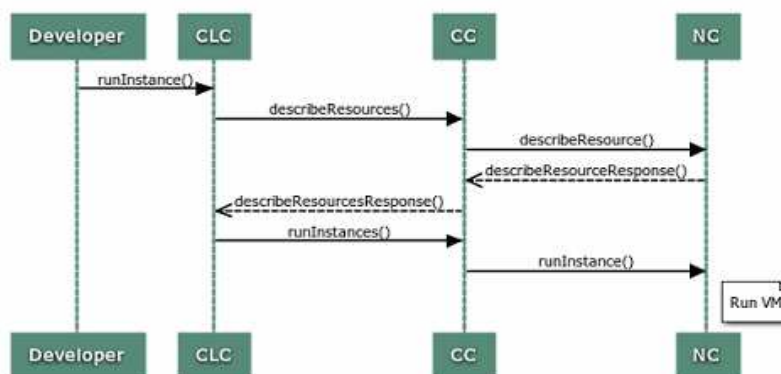 Developer CLC CC NC
runInstance()
describeResources()
describeResource()
describeResourceResponse()
describeResourcesResponse()
runInstances()
runInstance()
Run VM
Developer CLC CC NC